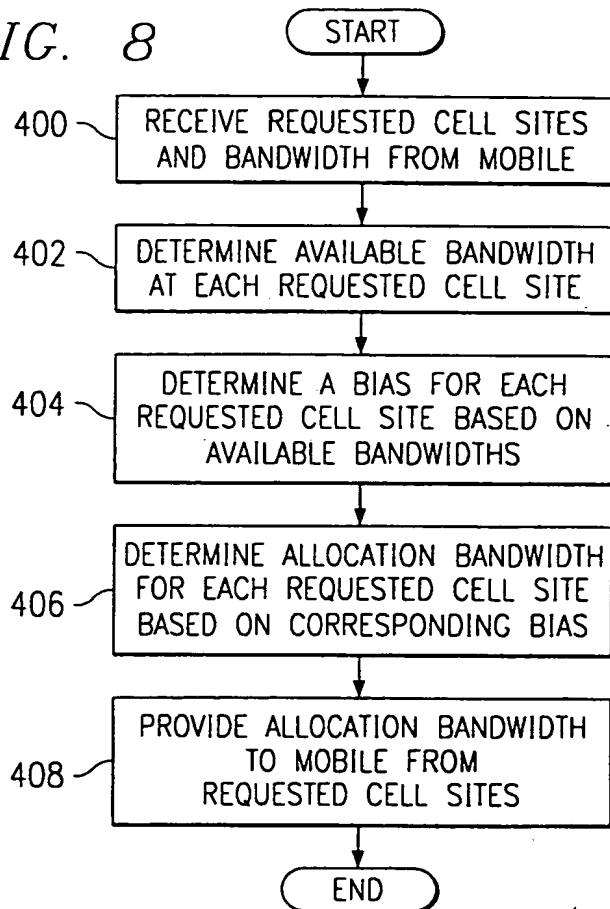 IG. 8
START
400
RECEIVE REQUESTED CELL SITES
AND BANDWIDTH FROM MOBILE
402
DETERMINE AVAILABLE BANDWIDTH
AT EACH REQUESTED CELL SITE
404
DETERMINE A BIAS FOR EACH
REQUESTED CELL SITE BASED ON
AVAILABLE BANDWIDTHS
406
DETERMINE ALLOCATION BANDWIDTH
FOR EACH REQUESTED CELL SITE
BASED ON CORRESPONDING BIAS
408
PROVIDE ALLOCATION BANDWIDTH
TO MOBILE FROM
REQUESTED CELL SITES
END